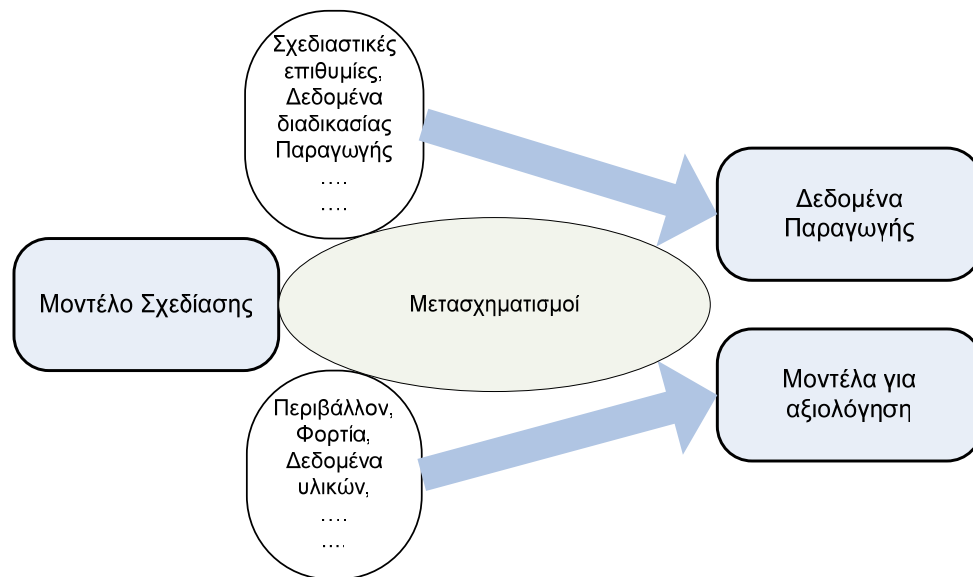 Σχεδιαστικές
επιθυμίες,
Δεδομένα
διαδικασίας
Παραγωγής
....
....
Δεδομένα
Παραγωγής
Μοντέλο Σχεδίασης
Μετασχηματισμοί
Μοντέλα για
αξιολόγηση
Περιβάλλον,
Φορτία,
Δεδομένα
υλικών,
....
....